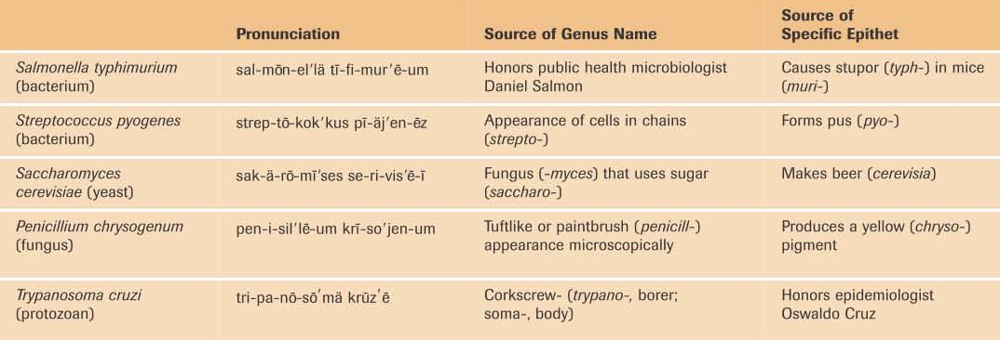 Pronunciation
Source of Genus Name
Source of
Specific Epithet
Salmonella typhimurium
(bacterium)
sal-mōn-el′lä tī-fi-mur′ē-um
Honors public health microbiologist
Daniel Salmon
Causes stupor (typh-) in mice
(muri-)
Streptococcus pyogenes
(bacterium)
strep-tō-kok′kus pī-äj′en-ēz
Appearance of cells in chains
(strepto-)
Forms pus (pyo-)
Saccharomyces
cerevisiae (yeast)
sak-ä-rō-mī′ses se-ri-vis′ē-ī
Fungus (-myces) that uses sugar
(saccharo-)
Makes beer (cerevisia)
Penicillium chrysogenum
(fungus)
pen-i-sil′lē-um krī-so′jen-um
Tuftlike or paintbrush (penicill-)
appearance microscopically
Produces a yellow (chryso-)
pigment
Trypanosoma cruzi
(protozoan)
tri-pa-nō-sō′mä krūz′ē
Corkscrew- (trypano-, borer;
soma-, body)
Honors epidemiologist
Oswaldo Cruz